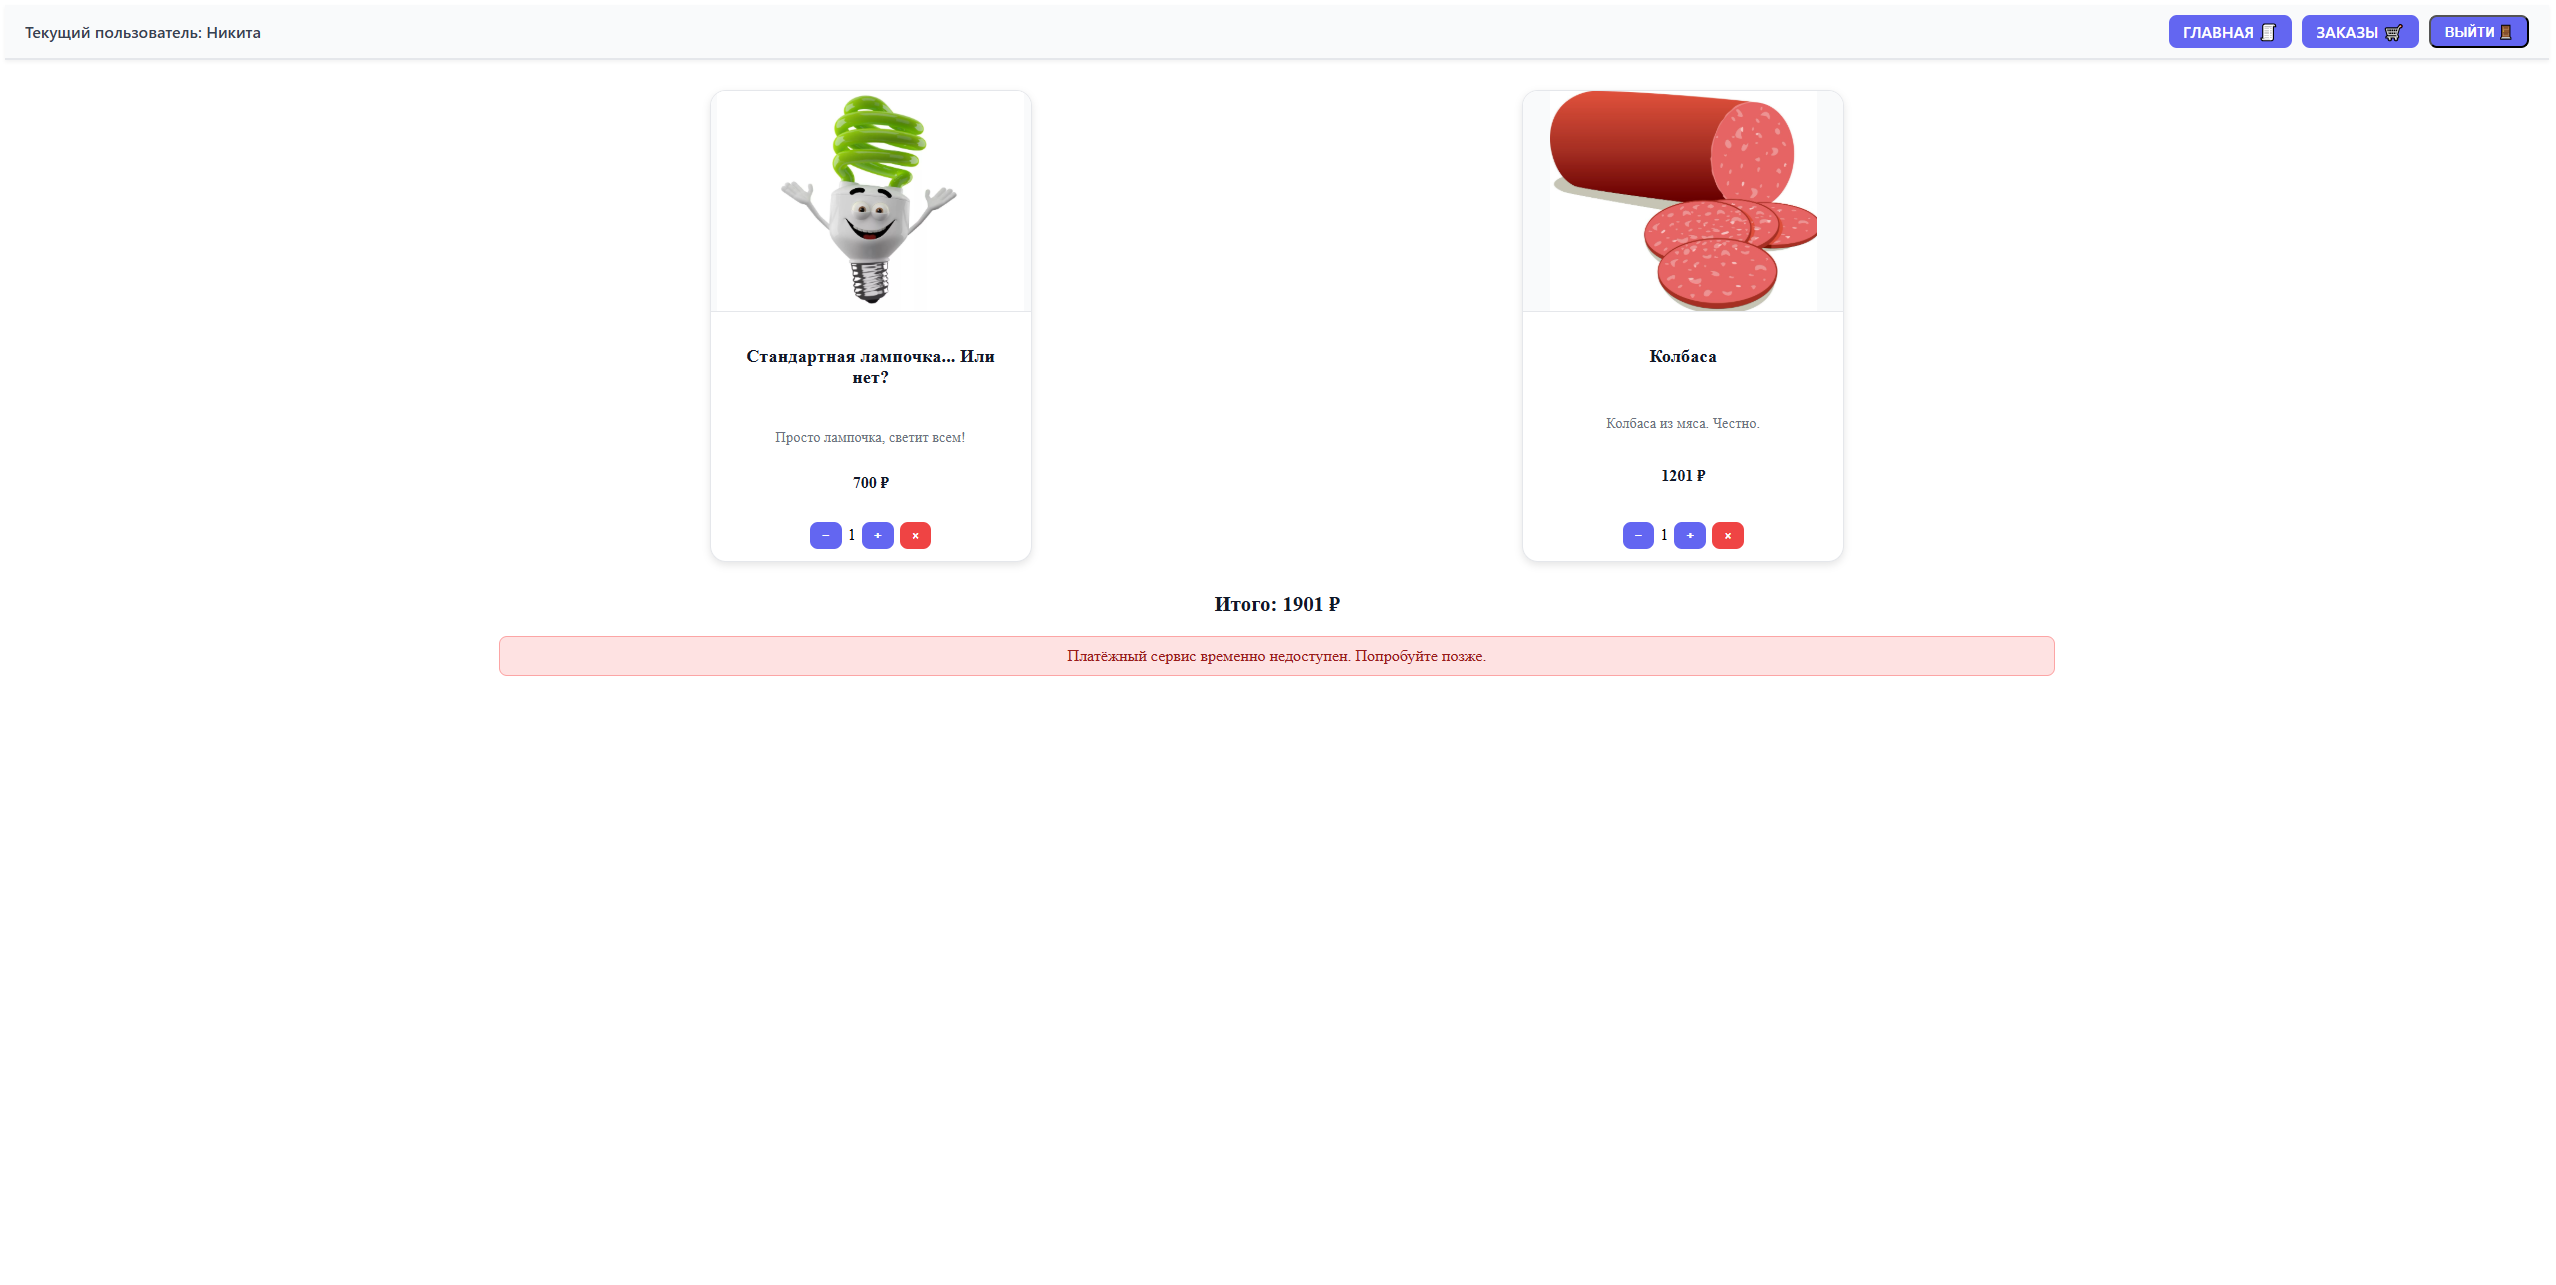 Текущий пользователь: Никита
ГЛАВНАЯ
ЗАКАЗЫ
ВЫЙТИ
Стандартная лампочка... Или
нет?
Просто лампочка, светит всем!
700 ₽
− 1 + ×
Колбаса
Колбаса из мяса. Честно.
1201 ₽
− 1 + ×
Итого: 1901 ₽
Платёжный сервис временно недоступен. Попробуйте позже.